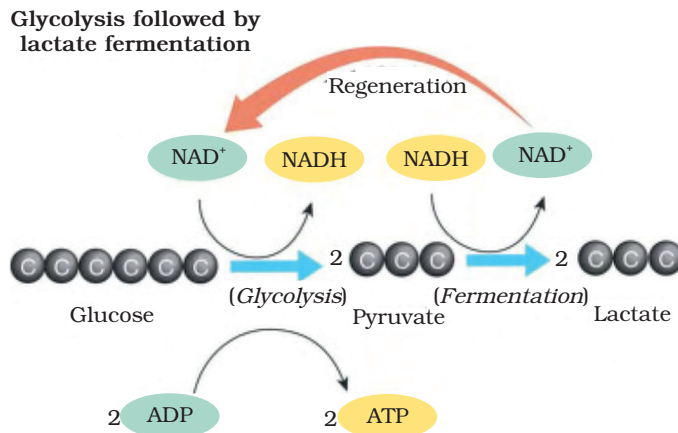 Glycolysis followed by
lactate fermentation
Regeneration
NAD⁺ NADH NADH NAD⁺
C C C C C C 2 C C C 2 C C C
(Glycolysis) (Fermentation)
Glucose Pyruvate Lactate
2 ADP 2 ATP